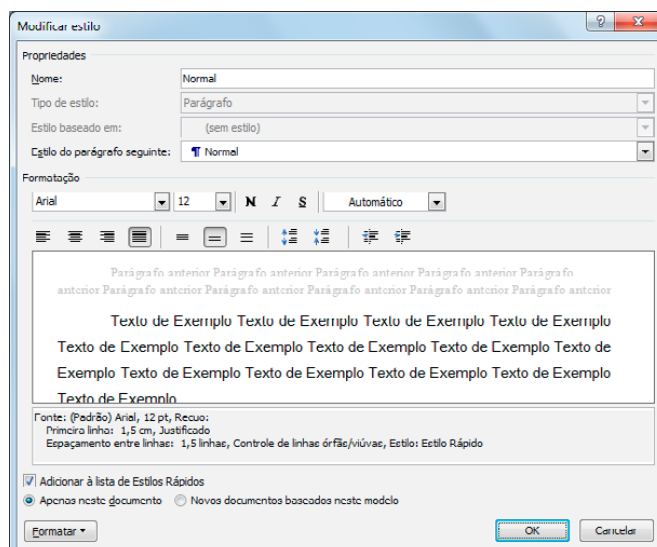 Modificar estilo
Propriedades
Nome: Normal
Tipo de estilo: Parágrafo
Estilo baseado em: (sem estilo)
Estilo do parágrafo seguinte: ¶ Normal
Formatação
Arial 12 N I S Automático
Parágrafo anterior Parágrafo anterior Parágrafo anterior Parágrafo anterior Parágrafo
anterior Parágrafo anterior Parágrafo anterior Parágrafo anterior Parágrafo anterior
Texto de Exemplo Texto de Exemplo Texto de Exemplo Texto de Exemplo
Texto de Exemplo Texto de Exemplo Texto de Exemplo Texto de Exemplo Texto de
Exemplo Texto de Exemplo Texto de Exemplo Texto de Exemplo Texto de Exemplo
Texto de Exemplo
Fonte: (Padrão) Arial, 12 pt, Recuo:
Primeira linha: 1,5 cm, Justificado
Espaçamento entre linhas: 1,5 linhas, Controle de linhas órfãs/viúvas, Estilo: Estilo Rápido
Adicionar à lista de Estilos Rápidos
Apenas neste documento Novos documentos baseados neste modelo
Formatar OK Cancelar